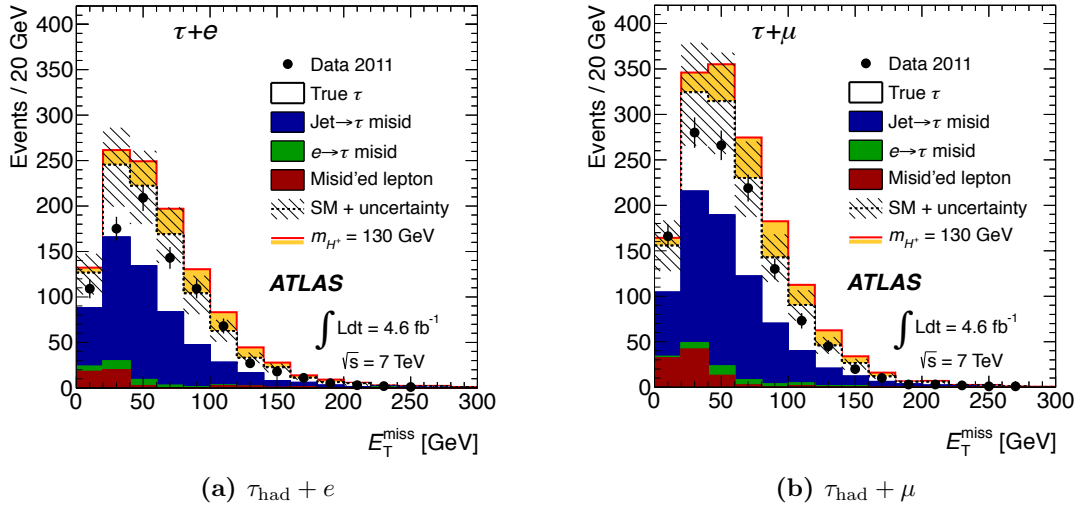 Events / 20 GeV
400
350
300
250
200
150
100
50
0
τ+e
Data 2011
True τ
Jet→τ misid
e→τ misid
Misid'ed lepton
SM + uncertainty
m_{H⁺} = 130 GeV
ATLAS
∫ Ldt = 4.6 fb⁻¹
√s = 7 TeV
0 50 100 150 200 250 300
E_T^miss [GeV]
(a) τ_had + e
Events / 20 GeV
400
350
300
250
200
150
100
50
0
τ+μ
Data 2011
True τ
Jet→τ misid
e→τ misid
Misid'ed lepton
SM + uncertainty
m_{H⁺} = 130 GeV
ATLAS
∫ Ldt = 4.6 fb⁻¹
√s = 7 TeV
0 50 100 150 200 250 300
E_T^miss [GeV]
(b) τ_had + μ